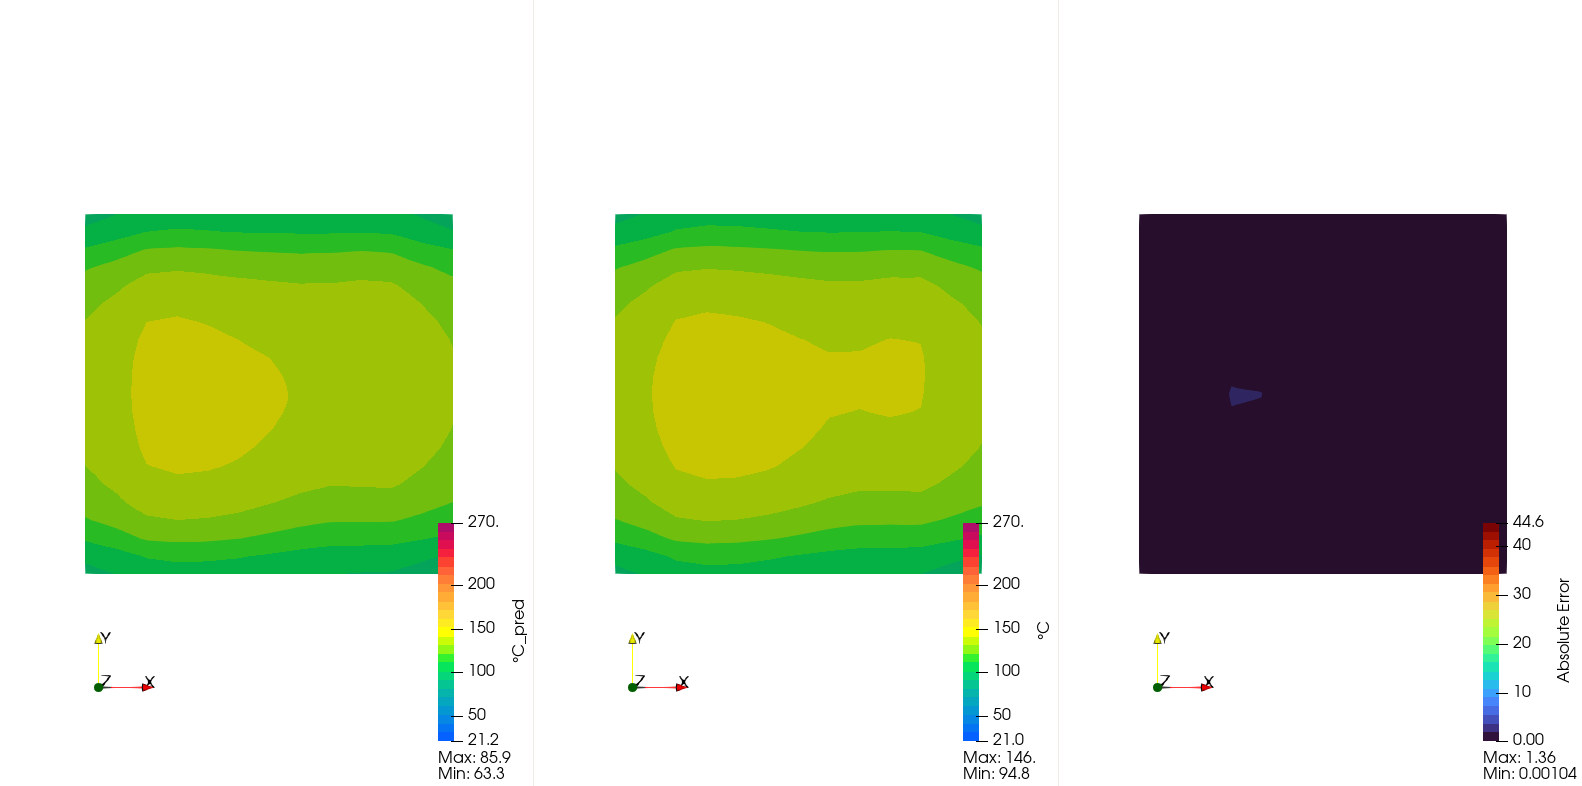 270.
200
150
100
50
21.2
°C_pred
Max: 85.9
Min: 63.3
Y
Z
X
270.
200
150
100
50
21.0
°C
Max: 146.
Min: 94.8
Y
Z
X
44.6
40
30
20
10
0.00
Absolute Error
Max: 1.36
Min: 0.00104
Y
Z
X